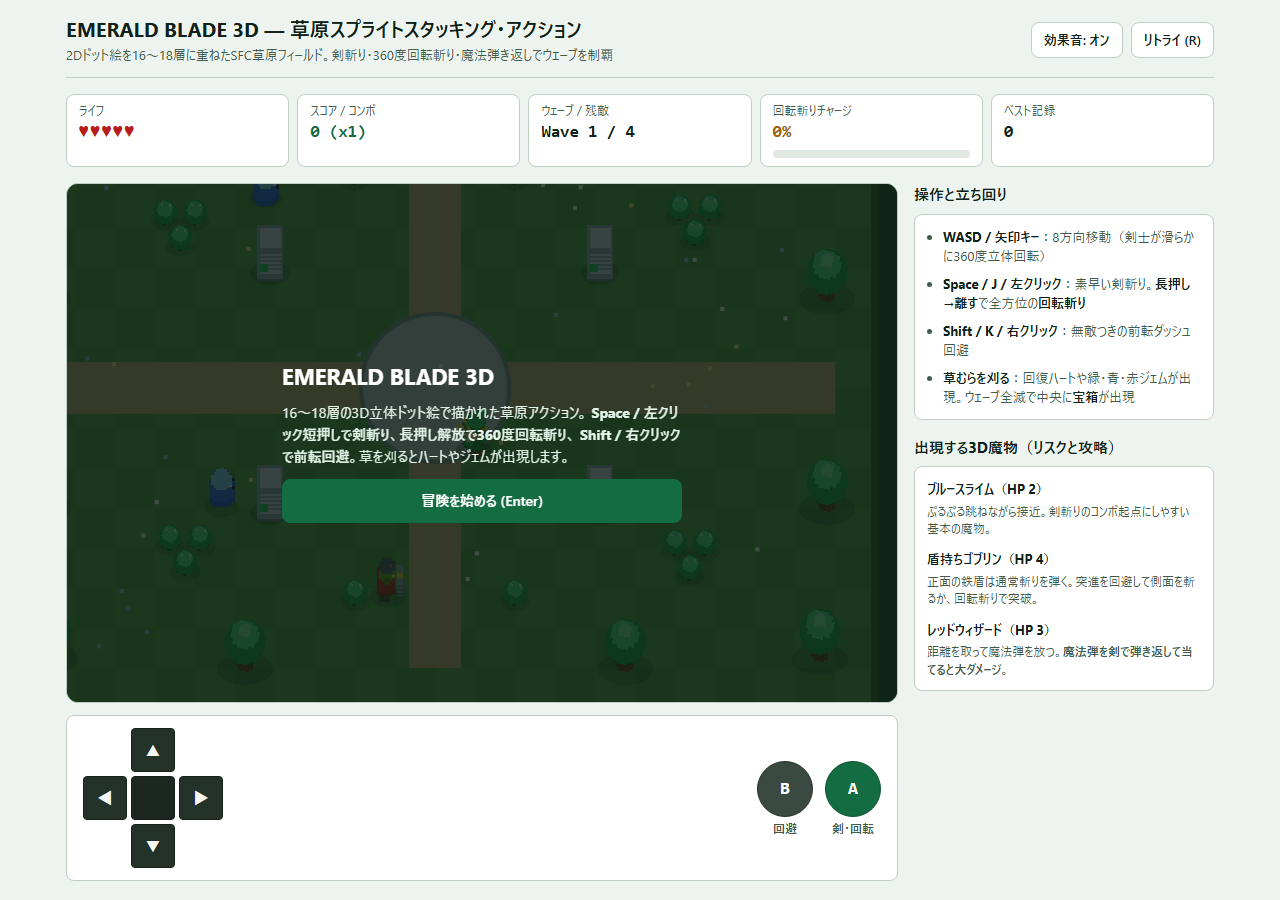 EMERALD BLADE 3D — 草原スプライトスタッキング・アクション
2Dドット絵を16〜18層に重ねたSFC草原フィールド。剣斬り・360度回転斬り・魔法弾き返しでウェーブを制覇
効果音: オン
リトライ (R)
ライフ
♥♥♥♥♥
スコア / コンボ
0 (x1)
ウェーブ / 残敵
Wave 1 / 4
回転斬りチャージ
0%
ベスト記録
0
EMERALD BLADE 3D
16〜18層の3D立体ドット絵で描かれた草原アクション。Space / 左クリ
ック短押しで剣斬り、長押し解放で360度回転斬り、Shift / 右クリック
で前転回避。草を刈るとハートやジェムが出現します。
冒険を始める (Enter)
▲
◀
▶
▼
B
A
回避
剣・回転
操作と立ち回り
WASD / 矢印キー：8方向移動（剣士が滑らか
に360度立体回転）
Space / J / 左クリック：素早い剣斬り。長押し
→離すで全方位の回転斬り
Shift / K / 右クリック：無敵つきの前転ダッシュ
回避
草むらを刈る：回復ハートや緑・青・赤ジェムが出
現。ウェーブ全滅で中央に宝箱が出現
出現する3D魔物（リスクと攻略）
ブルースライム（HP 2）
ぷるぷる跳ねながら接近。剣斬りのコンボ起点にしやすい
基本の魔物。
盾持ちゴブリン（HP 4）
正面の鉄盾は通常斬りを弾く。突進を回避して側面を斬
るか、回転斬りで突破。
レッドウィザード（HP 3）
距離を取って魔法弾を放つ。魔法弾を剣で弾き返して当
てると大ダメージ。